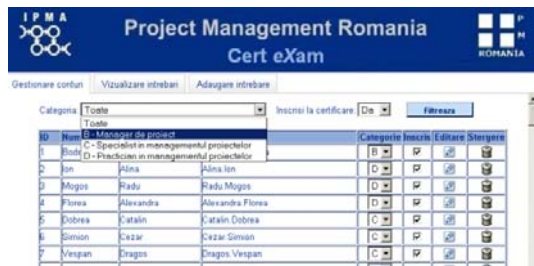 IPMA
Project Management Romania
Cert eXam
P
M
ROMANIA
Gestionare conturi Vizualizare intrebari Adaugare intrebare
Categoria: Toate Inscrisi la certificare: Da Filtreaza
Toate
B - Manager de proiect
C - Specialist in managementul proiectelor
D - Practician in managementul proiectelor
ID Categorie Inscris Editare Stergere
1 B
2 Ion Alina Alina.Ion D
3 Mogos Radu Radu.Mogos D
4 Florea Alexandra Alexandra.Florea D
5 Dobrea Catalin Catalin.Dobrea C
6 Simion Cezar Cezar.Simion C
7 Vespan Dragos Dragos.Vespan C